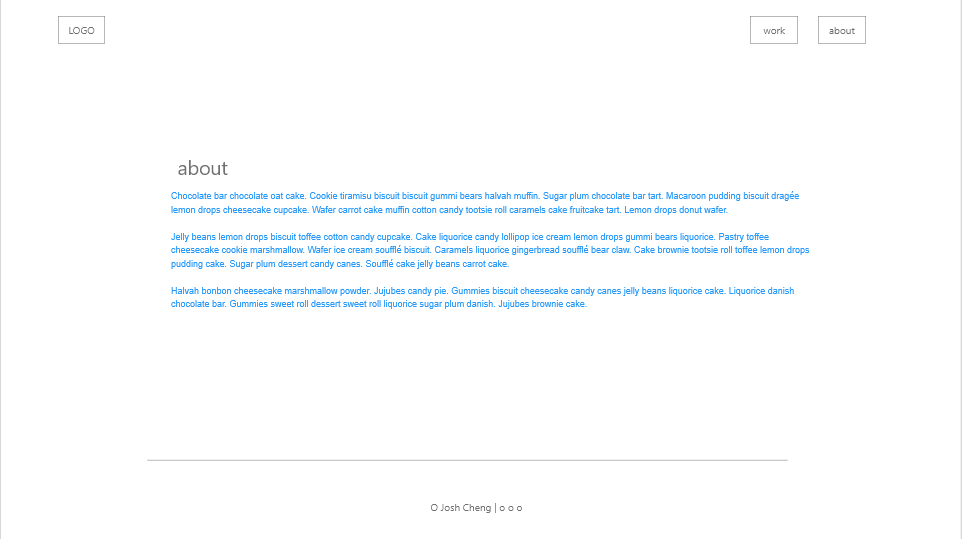 LOGO
work
about
about
Chocolate bar chocolate oat cake. Cookie tiramisu biscuit biscuit gummi bears halvah muffin. Sugar plum chocolate bar tart. Macaroon pudding biscuit dragée
lemon drops cheesecake cupcake. Wafer carrot cake muffin cotton candy tootsie roll caramels cake fruitcake tart. Lemon drops donut wafer.
Jelly beans lemon drops biscuit toffee cotton candy cupcake. Cake liquorice candy lollipop ice cream lemon drops gummi bears liquorice. Pastry toffee
cheesecake cookie marshmallow. Wafer ice cream soufflé biscuit. Caramels liquorice gingerbread soufflé bear claw. Cake brownie tootsie roll toffee lemon drops
pudding cake. Sugar plum dessert candy canes. Soufflé cake jelly beans carrot cake.
Halvah bonbon cheesecake marshmallow powder. Jujubes candy pie. Gummies biscuit cheesecake candy canes jelly beans liquorice cake. Liquorice danish
chocolate bar. Gummies sweet roll dessert sweet roll liquorice sugar plum danish. Jujubes brownie cake.
O Josh Cheng | o o o